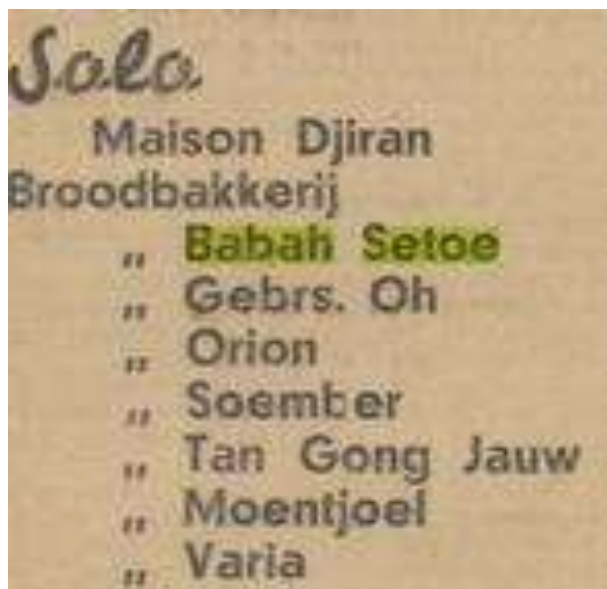 Solo
Maison Djiran
Broodbakkerij
„ Babah Setoe
„ Gebrs. Oh
„ Orion
„ Soember
„ Tan Gong Jauw
„ Moentjoel
„ Varia